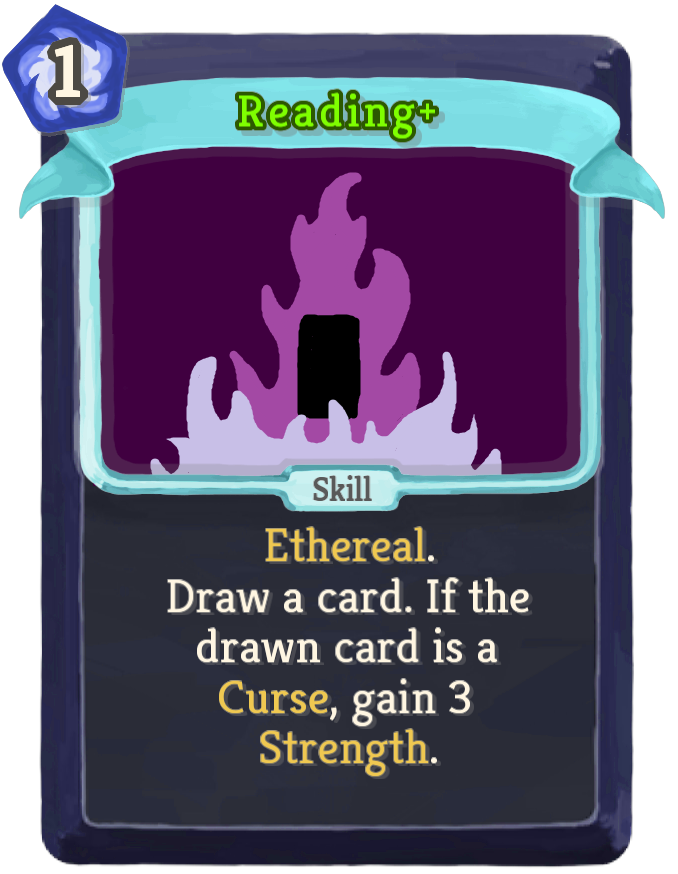 1
Reading+
Skill
Ethereal.
Draw a card. If the
drawn card is a
Curse, gain 3
Strength.